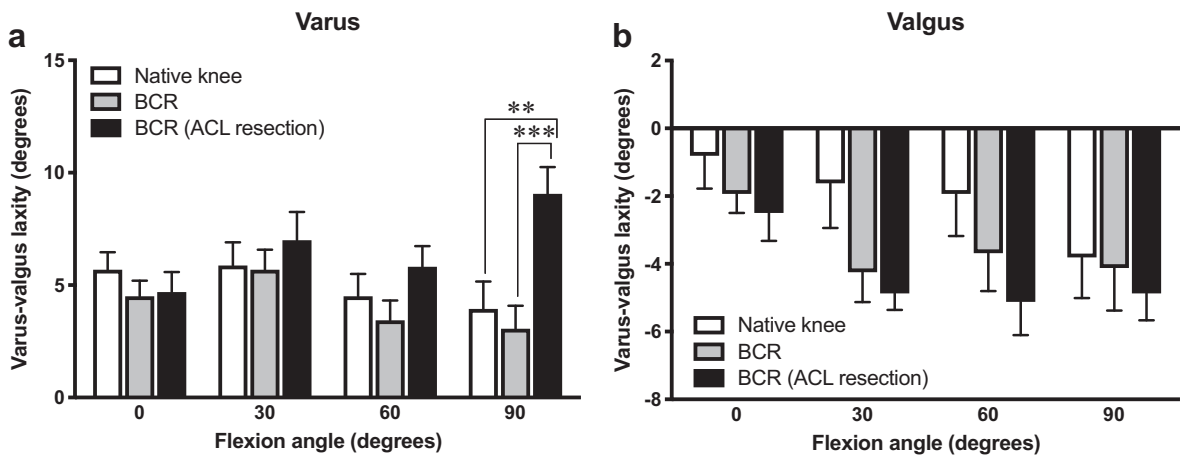 a
Varus
Varus-valgus laxity (degrees)
15
10
5
0
Native knee
BCR
BCR (ACL resection)
**
***
0 30 60 90
Flexion angle (degrees)
b
Valgus
Varus-valgus laxity (degrees)
2
0
-2
-4
-6
-8
Native knee
BCR
BCR (ACL resection)
0 30 60 90
Flexion angle (degrees)